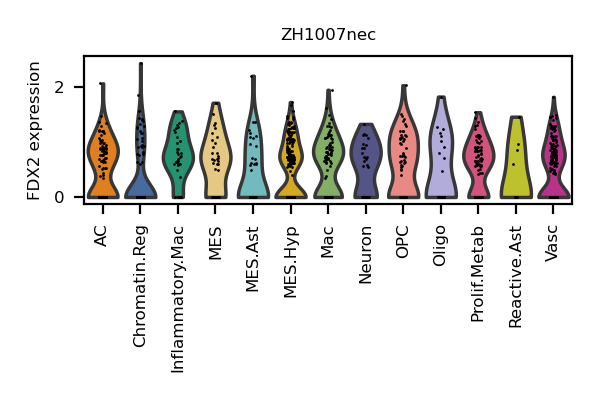 ZH1007nec
FDX2 expression
2
0
AC
Chromatin.Reg
Inflammatory.Mac
MES
MES.Ast
MES.Hyp
Mac
Neuron
OPC
Oligo
Prolif.Metab
Reactive.Ast
Vasc